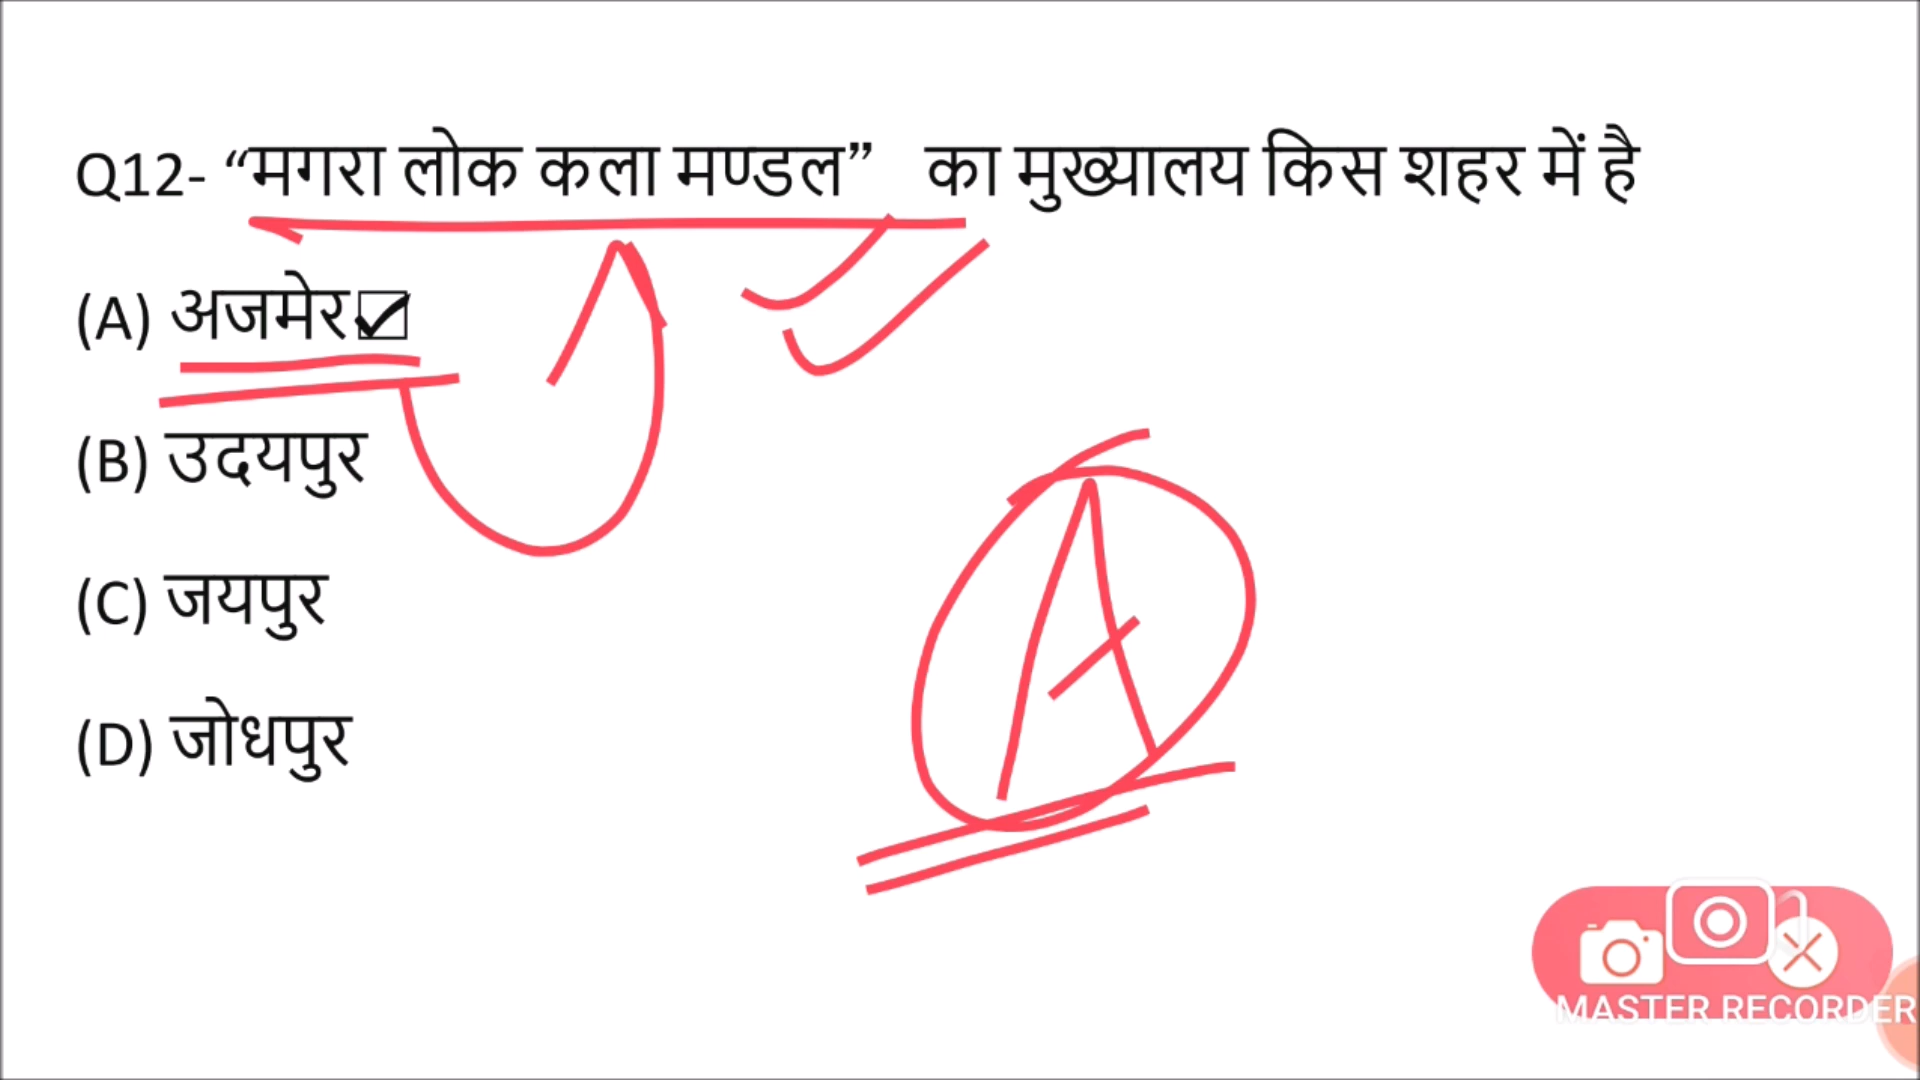 Q12- “मगरा लोक कला मण्डल” का मुख्यालय किस शहर में है
(A) अजमेर☑
(B) उदयपुर
(C) जयपुर
(D) जोधपुर
A
MASTER RECORDER